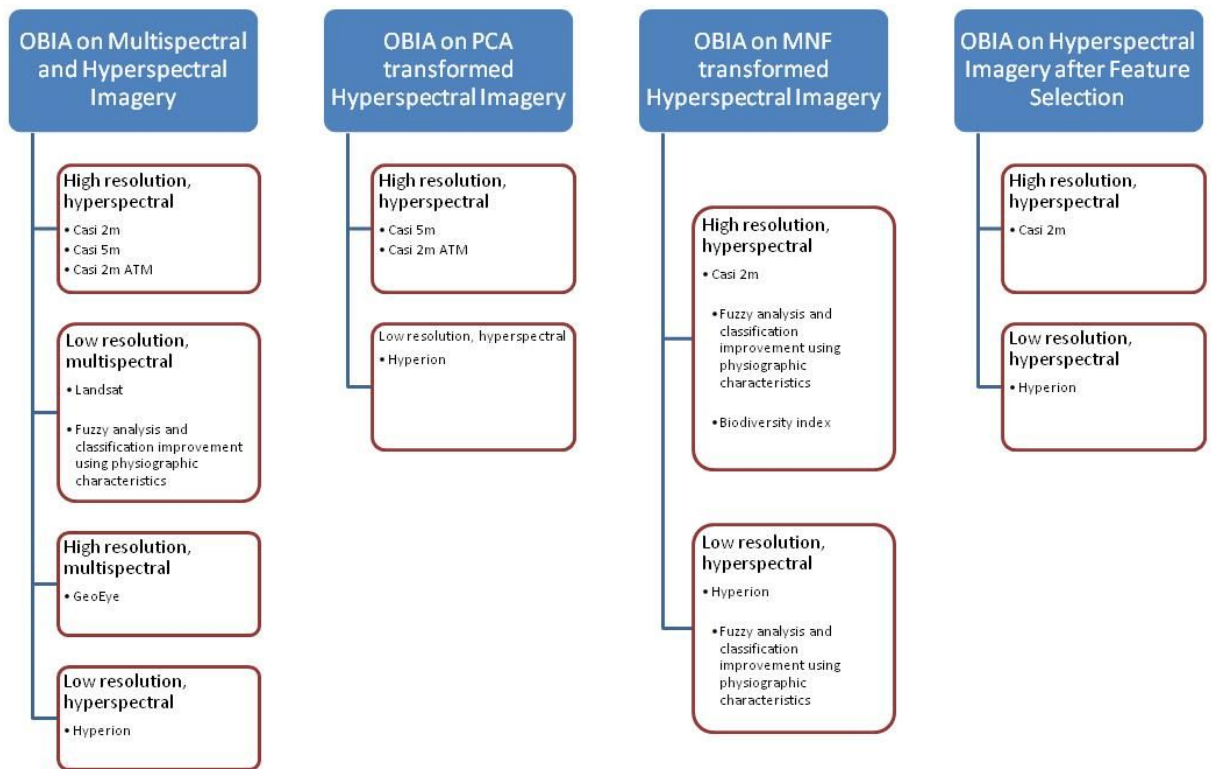 OBIA on Multispectral
and Hyperspectral
Imagery
High resolution,
hyperspectral
• Casi 2m
• Casi 5m
• Casi 2m ATM
Low resolution,
multispectral
• Landsat
• Fuzzy analysis and
classification improvement
using physiographic
characteristics
High resolution,
multispectral
• GeoEye
Low resolution,
hyperspectral
• Hyperion
OBIA on PCA
transformed
Hyperspectral Imagery
High resolution,
hyperspectral
• Casi 5m
• Casi 2m ATM
Low resolution, hyperspectral
• Hyperion
OBIA on MNF
transformed
Hyperspectral Imagery
High resolution,
hyperspectral
• Casi 2m
• Fuzzy analysis and
classification
improvement using
physiographic
characteristics
• Biodiversity index
Low resolution,
hyperspectral
• Hyperion
• Fuzzy analysis and
classification
improvement using
physiographic
characteristics
OBIA on Hyperspectral
Imagery after Feature
Selection
High resolution,
hyperspectral
• Casi 2m
Low resolution,
hyperspectral
• Hyperion